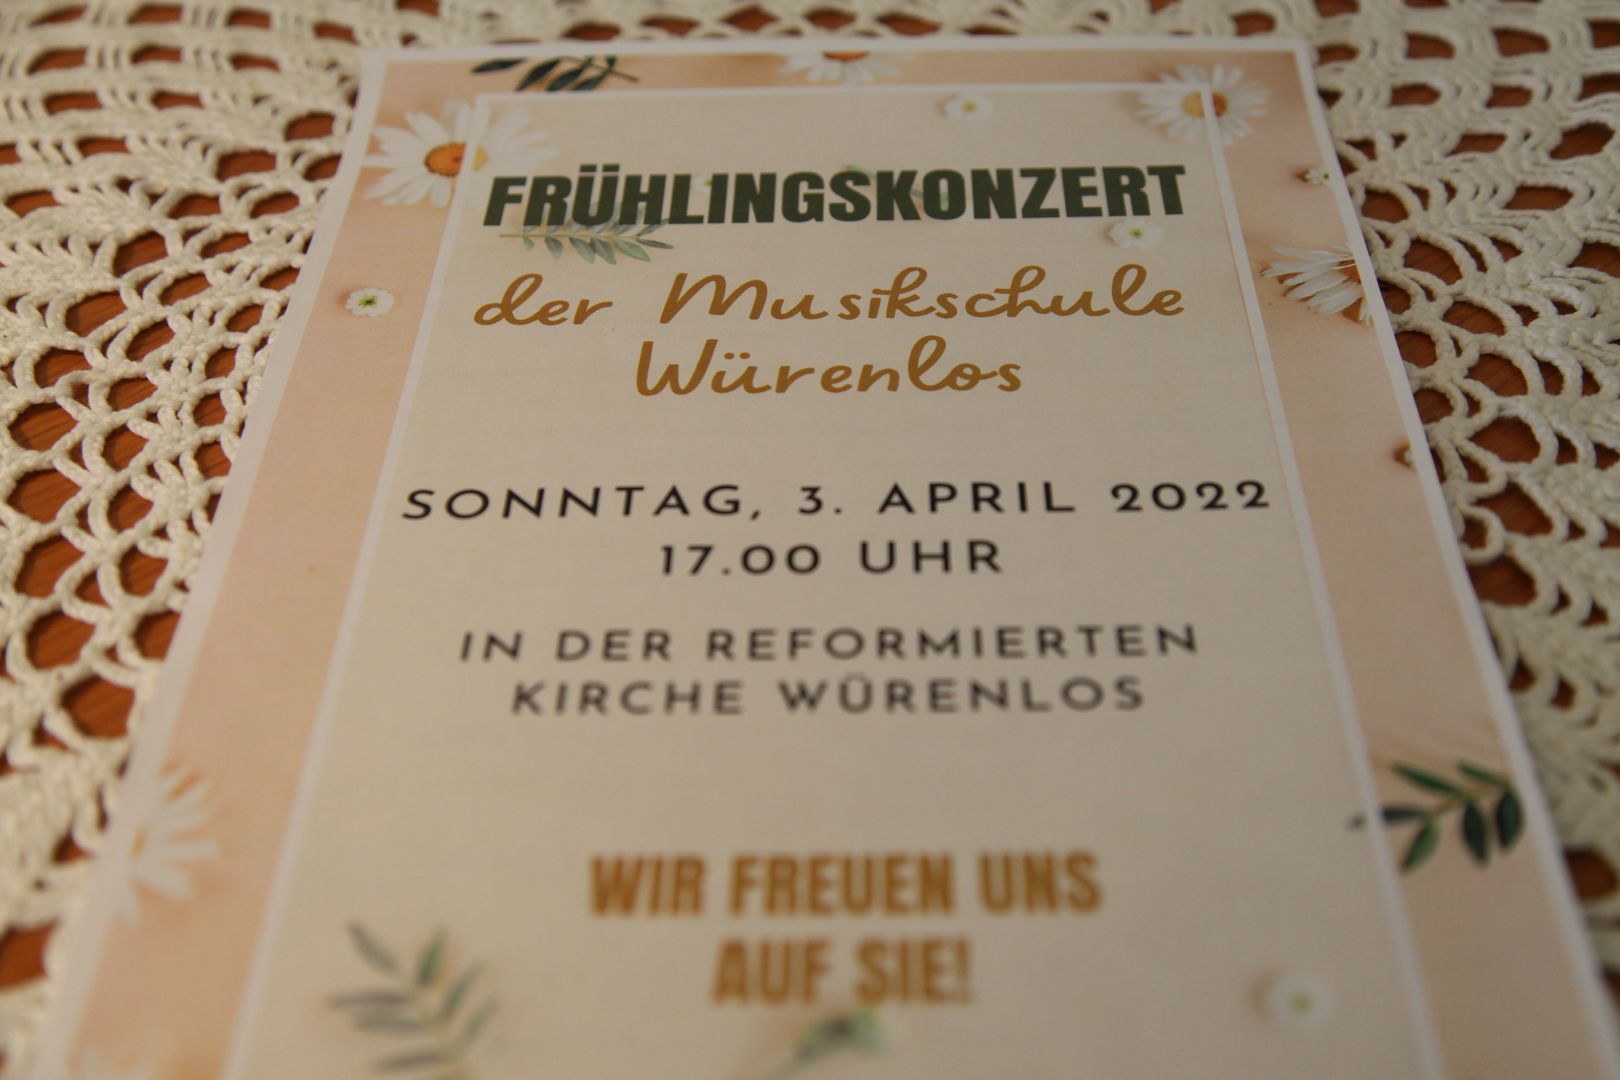 FRÜHLINGSKONZERT
der Musikschule
Würenlos
SONNTAG, 3. APRIL 2022
17.00 UHR
IN DER REFORMIERTEN
KIRCHE WÜRENLOS
WIR FREUEN UNS
AUF SIE!